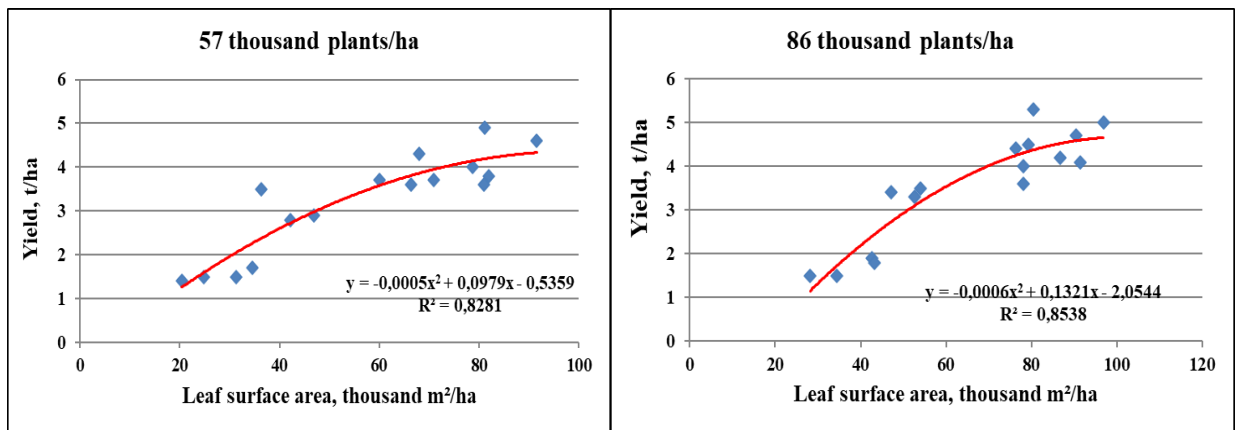 57 thousand plants/ha
Yield, t/ha
6
5
4
3
2
1
0
0 20 40 60 80 100
y = -0,0005x² + 0,0979x - 0,5359
R² = 0,8281
Leaf surface area, thousand m²/ha
86 thousand plants/ha
Yield, t/ha
6
5
4
3
2
1
0
0 20 40 60 80 100 120
y = -0,0006x² + 0,1321x - 2,0544
R² = 0,8538
Leaf surface area, thousand m²/ha